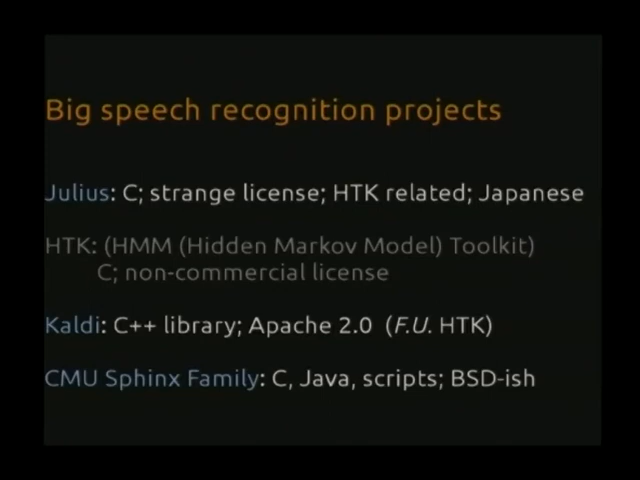 Big speech recognition projects
Julius: C; strange license; HTK related; Japanese
HTK: (HMM (Hidden Markov Model) Toolkit)
C; non-commercial license
Kaldi: C++ library; Apache 2.0 (F.U. HTK)
CMU Sphinx Family: C, Java, scripts; BSD-ish